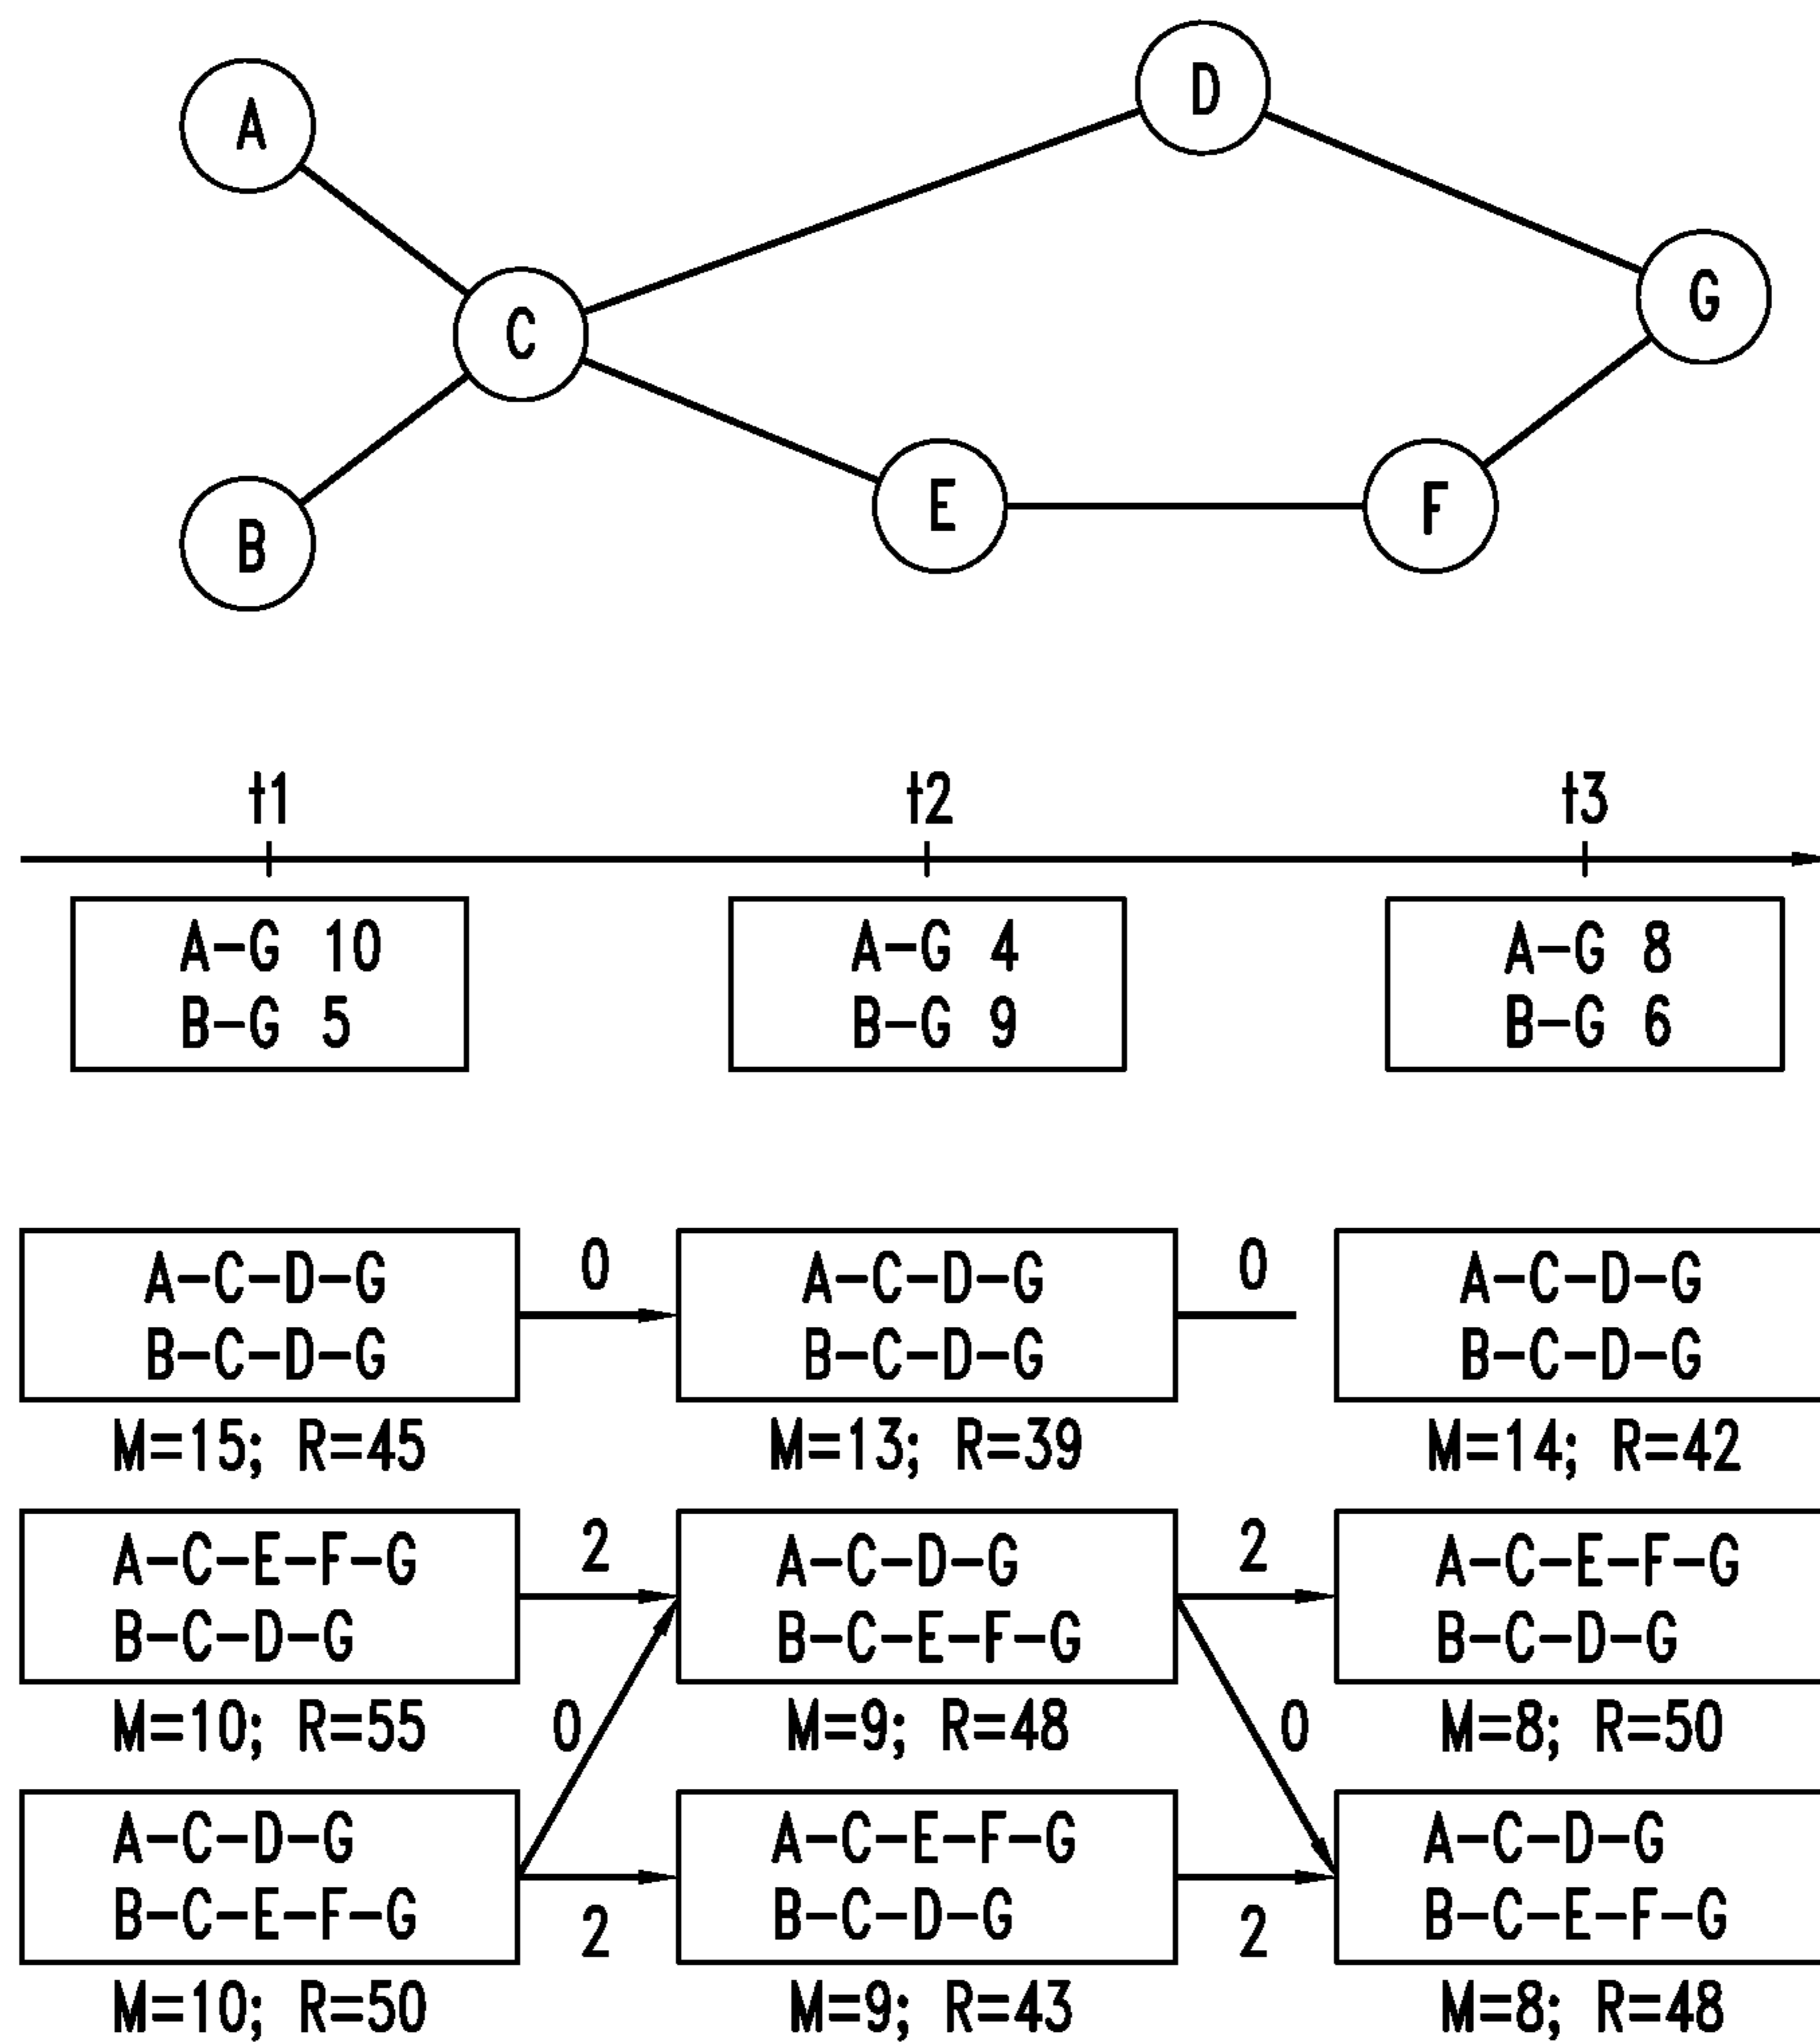 D
A
G
C
E
F
B
t1 t2 t3
A-G 10
B-G 5
A-G 4
B-G 9
A-G 8
B-G 6
0 0
A-C-D-G
B-C-D-G
M=15; R=45
A-C-D-G
B-C-D-G
M=13; R=39
A-C-D-G
B-C-D-G
M=14; R=42
2 2
A-C-E-F-G
B-C-D-G
M=10; R=55
A-C-D-G
B-C-E-F-G
M=9; R=48
A-C-E-F-G
B-C-D-G
M=8; R=50
0 0
A-C-D-G
B-C-E-F-G
M=10; R=50
A-C-E-F-G
B-C-D-G
M=9; R=43
A-C-D-G
B-C-E-F-G
M=8; R=48
2 2